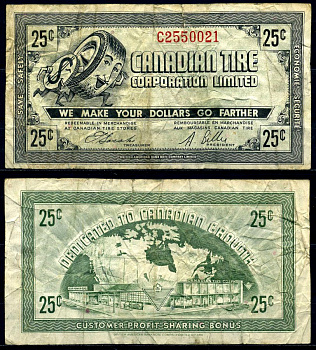 25¢
C2550021
25¢
CANADIAN TIRE
CORPORATION LIMITED
SAVE SAFELY
ECONOMIE SECURITÉ
WE MAKE YOUR DOLLARS GO FARTHER
25¢
REDEEMABLE IN MERCHANDISE
AT CANADIAN TIRE STORES
REMBOURSABLE EN MARCHANDISE
AUX MAGASINS CANADIAN TIRE
25¢
TREASURER
PRESIDENT
DEDICATED TO CANADIAN GROWTH
25¢
25¢
25¢
25¢
CUSTOMER PROFIT SHARING BONUS